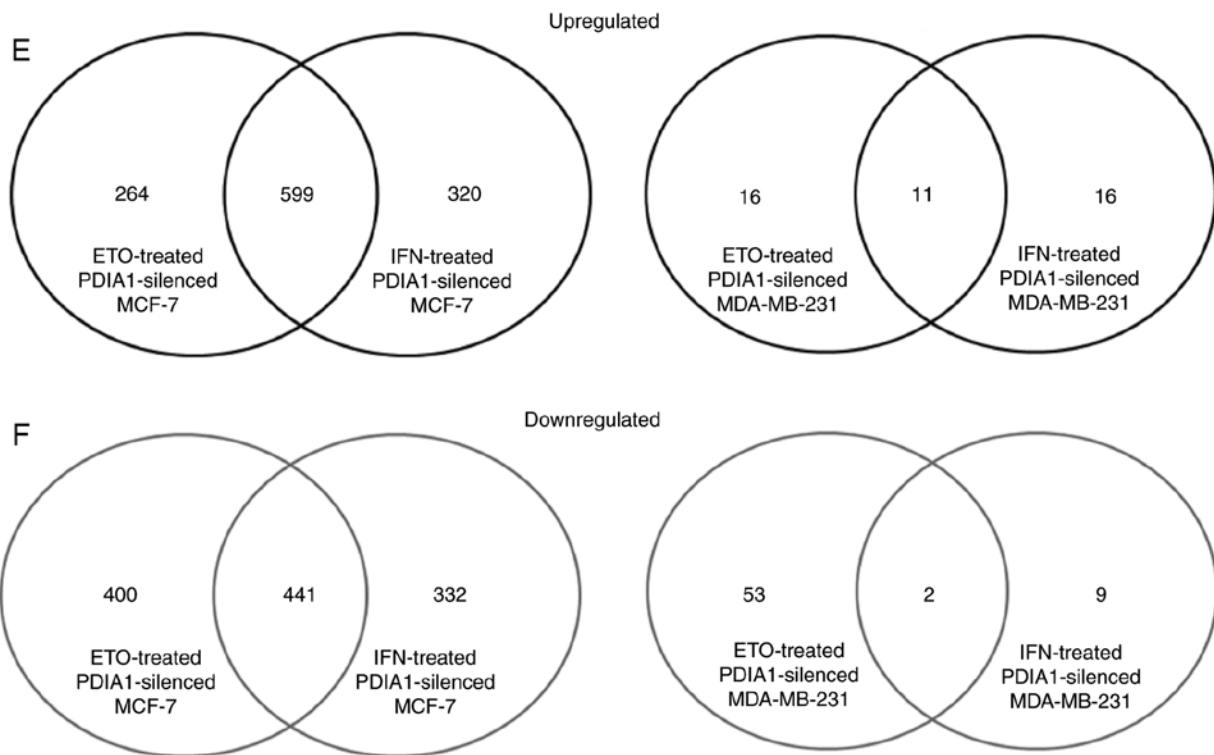 Upregulated
E
264
599
320
16
11
16
ETO-treated
PDIA1-silenced
MCF-7
IFN-treated
PDIA1-silenced
MCF-7
ETO-treated
PDIA1-silenced
MDA-MB-231
IFN-treated
PDIA1-silenced
MDA-MB-231
Downregulated
F
400
441
332
53
2
9
ETO-treated
PDIA1-silenced
MCF-7
IFN-treated
PDIA1-silenced
MCF-7
ETO-treated
PDIA1-silenced
MDA-MB-231
IFN-treated
PDIA1-silenced
MDA-MB-231